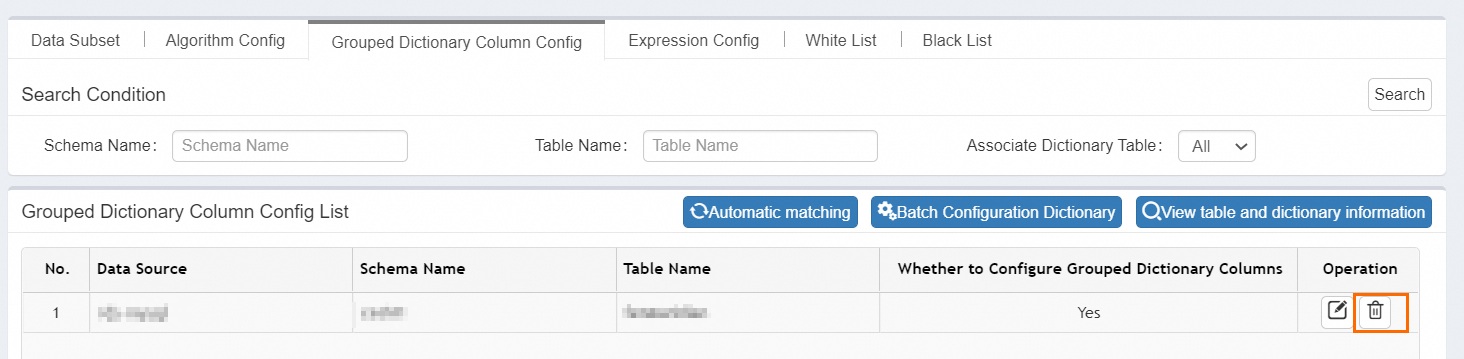 Data Subset | Algorithm Config Grouped Dictionary Column Config Expression Config | White List | Black List
Search Condition Search
Schema Name: Schema Name Table Name: Table Name Associate Dictionary Table: All
Grouped Dictionary Column Config List Automatic matching Batch Configuration Dictionary View table and dictionary information
No. Data Source Schema Name Table Name Whether to Configure Grouped Dictionary Columns Operation
1 Yes